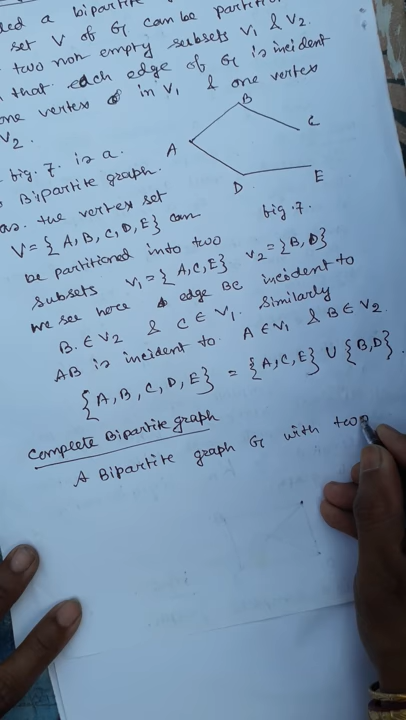 led a bipartite
set V of G can be partition
two non empty subsets V1 & V2.
that each edge of G is incident
one vertex in V1 & one vertex
V2.
fig. 7. is a
Bipartite graph.
as the vertex set
V = { A, B, C, D, E } can
be partitioned into two
subsets V1 = { A, C, E } V2 = { B, D }
we see here edge BC incident to
B ∈ V2 & C ∈ V1. Similarly
AB is incident to A ∈ V1 & B ∈ V2.
{ A, B, C, D, E } = { A, C, E } ∪ { B, D }.
Complete Bipartite graph
A Bipartite graph G with two
A
B
C
D
E
fig. 7.